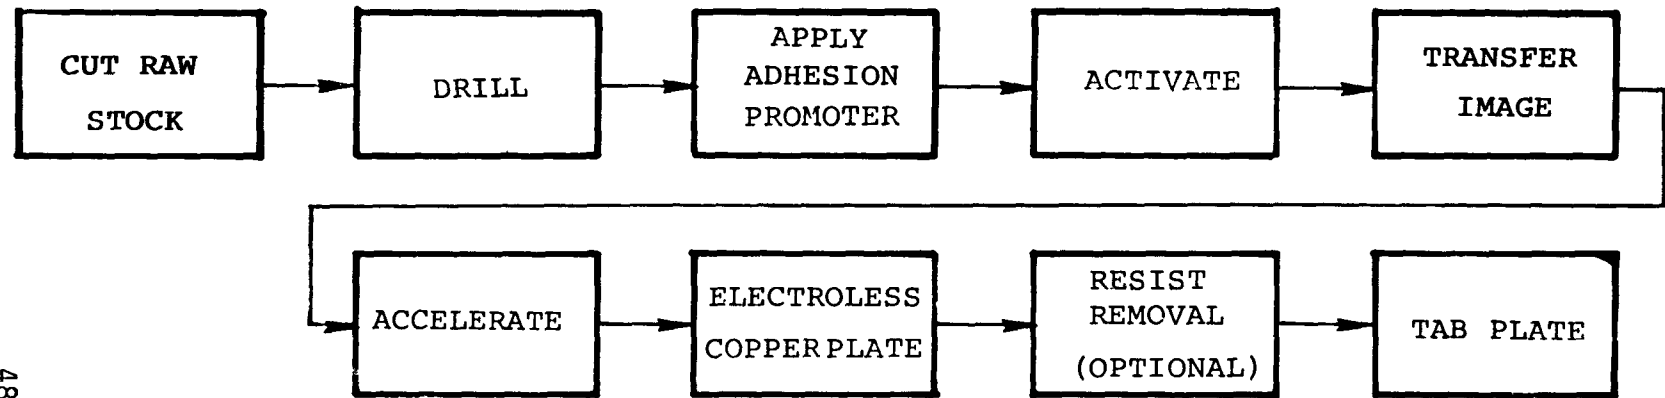 CUT RAW
STOCK
DRILL
APPLY
ADHESION
PROMOTER
ACTIVATE
TRANSFER
IMAGE
ACCELERATE
ELECTROLESS
COPPER PLATE
RESIST
REMOVAL
(OPTIONAL)
TAB PLATE
48